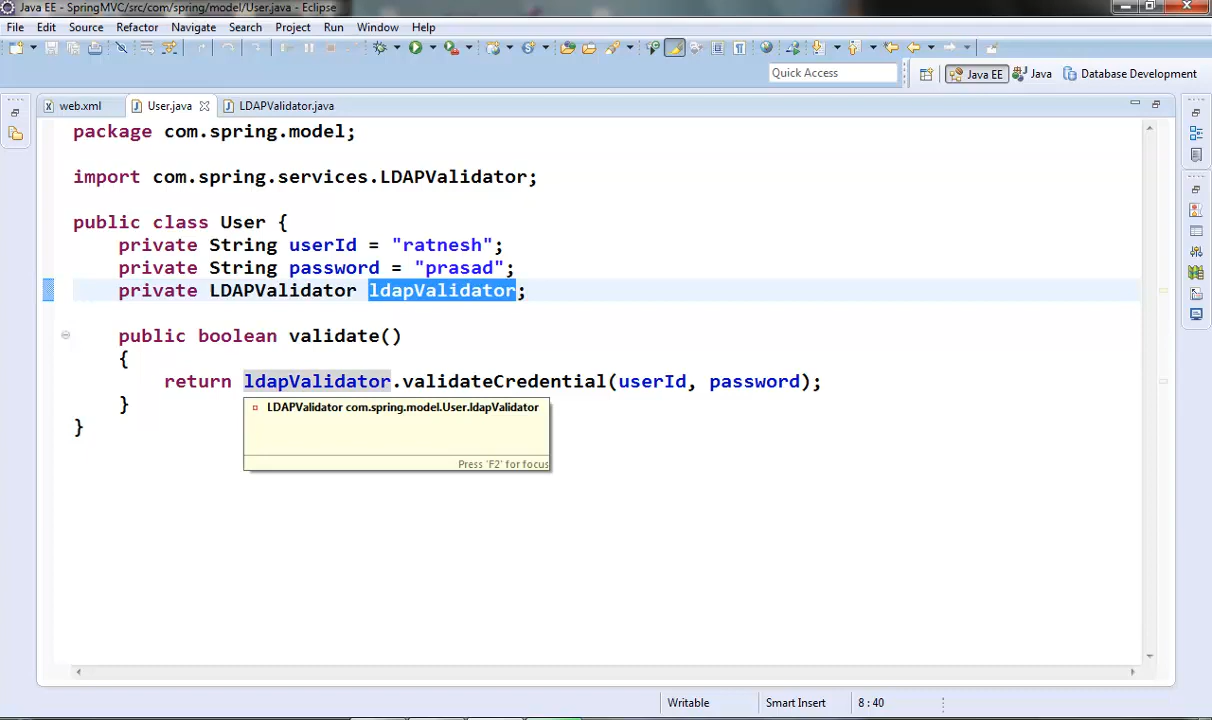 Java EE - SpringMVC/src/com/spring/model/User.java - Eclipse
File Edit Source Refactor Navigate Search Project Run Window Help
Quick Access
Java EE Java Database Development
web.xml User.java LDAPValidator.java
package com.spring.model;
import com.spring.services.LDAPValidator;
public class User {
private String userId = "ratnesh";
private String password = "prasad";
private LDAPValidator ldapValidator;
public boolean validate()
{
return ldapValidator.validateCredential(userId, password);
}
LDAPValidator com.spring.model.User.ldapValidator
}
Press 'F2' for focus
Writable Smart Insert 8 : 40